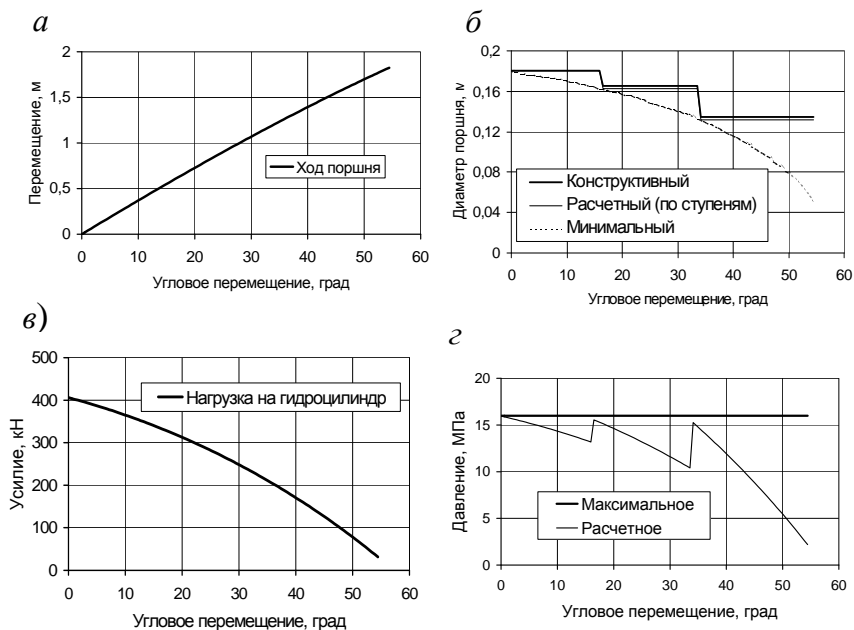 а
Перемещение, м
2
1,5
1
0,5
0
Ход поршня
0 10 20 30 40 50 60
Угловое перемещение, град
б
Диаметр поршня, м
0,2
0,16
0,12
0,08
0,04
0
Конструктивный
Расчетный (по ступеням)
Минимальный
0 10 20 30 40 50 60
Угловое перемещение, град
в)
Усилие, кН
500
400
300
200
100
0
Нагрузка на гидроцилиндр
0 10 20 30 40 50 60
Угловое перемещение, град
г
Давление, МПа
20
15
10
5
0
Максимальное
Расчетное
0 10 20 30 40 50 60
Угловое перемещение, град